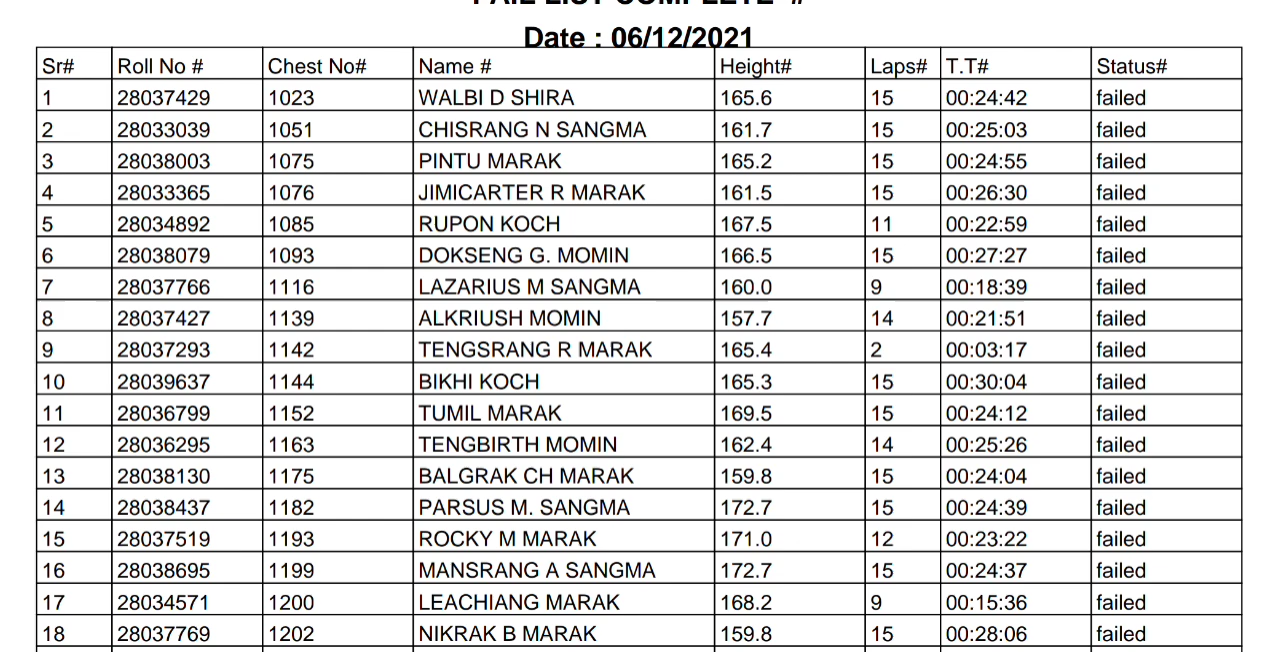 FAIL LIST COMPLETE #
Date : 06/12/2021
Sr# Roll No # Chest No# Name # Height# Laps# T.T# Status#
1 28037429 1023 WALBI D SHIRA 165.6 15 00:24:42 failed
2 28033039 1051 CHISRANG N SANGMA 161.7 15 00:25:03 failed
3 28038003 1075 PINTU MARAK 165.2 15 00:24:55 failed
4 28033365 1076 JIMICARTER R MARAK 161.5 15 00:26:30 failed
5 28034892 1085 RUPON KOCH 167.5 11 00:22:59 failed
6 28038079 1093 DOKSENG G. MOMIN 166.5 15 00:27:27 failed
7 28037766 1116 LAZARIUS M SANGMA 160.0 9 00:18:39 failed
8 28037427 1139 ALKRIUSH MOMIN 157.7 14 00:21:51 failed
9 28037293 1142 TENGSRANG R MARAK 165.4 2 00:03:17 failed
10 28039637 1144 BIKHI KOCH 165.3 15 00:30:04 failed
11 28036799 1152 TUMIL MARAK 169.5 15 00:24:12 failed
12 28036295 1163 TENGBIRTH MOMIN 162.4 14 00:25:26 failed
13 28038130 1175 BALGRAK CH MARAK 159.8 15 00:24:04 failed
14 28038437 1182 PARSUS M. SANGMA 172.7 15 00:24:39 failed
15 28037519 1193 ROCKY M MARAK 171.0 12 00:23:22 failed
16 28038695 1199 MANSRANG A SANGMA 172.7 15 00:24:37 failed
17 28034571 1200 LEACHIANG MARAK 168.2 9 00:15:36 failed
18 28037769 1202 NIKRAK B MARAK 159.8 15 00:28:06 failed